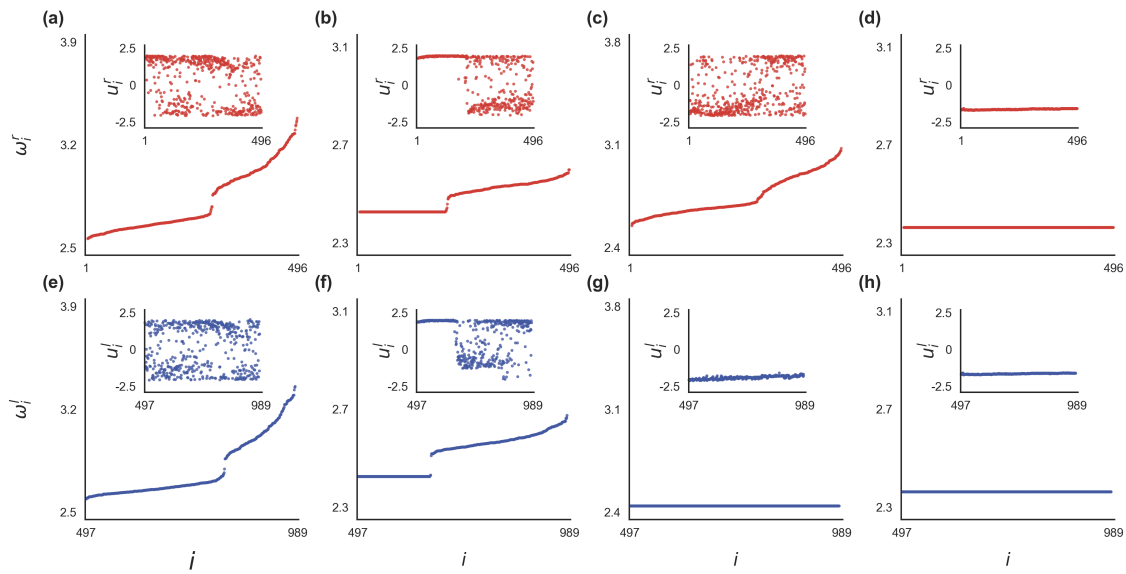 (a) (b) (c) (d)
3.9 3.1 3.8 3.1
2.5 2.5 2.5 2.5
u_i^r 0 u_i^r 0 u_i^r 0 u_i^r 0
-2.5 -2.5 -2.5 -2.5
1 496 1 496 1 496 1 496
ω_i^r 3.2 2.7 3.1 2.7
2.5 2.3 2.4 2.3
1 496 1 496 1 496 1 496
(e) (f) (g) (h)
3.9 3.1 3.8 3.1
2.5 2.5 2.5 2.5
u_i^l 0 u_i^l 0 u_i^l 0 u_i^l 0
-2.5 -2.5 -2.5 -2.5
497 989 497 989 497 989 497 989
ω_i^l 3.2 2.7 3.1 2.7
2.5 2.3 2.4 2.3
497 989 497 989 497 989 497 989
i i i i